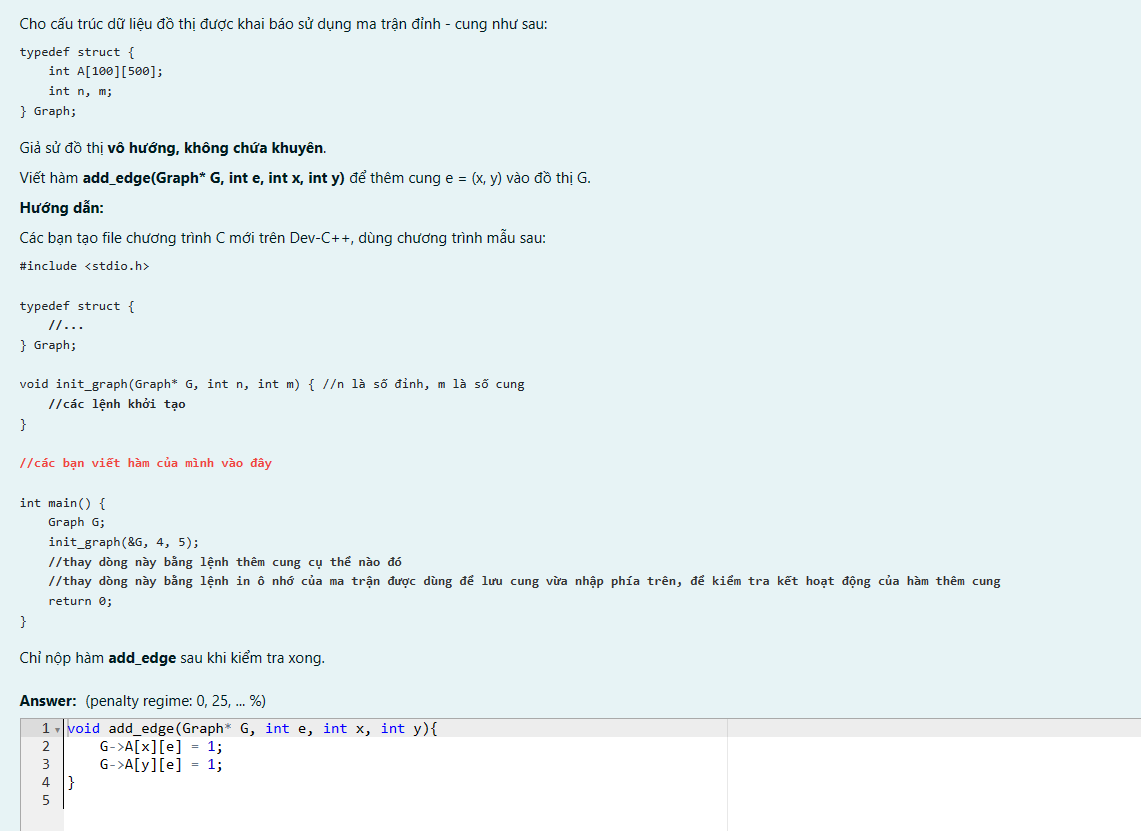 Cho cấu trúc dữ liệu đồ thị được khai báo sử dụng ma trận đỉnh - cung như sau:
typedef struct {
    int A[100][500];
    int n, m;
} Graph;
Giả sử đồ thị vô hướng, không chứa khuyên.
Viết hàm add_edge(Graph* G, int e, int x, int y) để thêm cung e = (x, y) vào đồ thị G.
Hướng dẫn:
Các bạn tạo file chương trình C mới trên Dev-C++, dùng chương trình mẫu sau:
#include <stdio.h>
typedef struct {
    //...
} Graph;
void init_graph(Graph* G, int n, int m) { //n là số đỉnh, m là số cung
    //các lệnh khởi tạo
}
//các bạn viết hàm của mình vào đây
int main() {
    Graph G;
    init_graph(&G, 4, 5);
    //thay dòng này bằng lệnh thêm cung cụ thể nào đó
    //thay dòng này bằng lệnh in ô nhớ của ma trận được dùng để lưu cung vừa nhập phía trên, để kiểm tra kết hoạt động của hàm thêm cung
    return 0;
}
Chỉ nộp hàm add_edge sau khi kiểm tra xong.
Answer: (penalty regime: 0, 25, ... %)
1 void add_edge(Graph* G, int e, int x, int y){
2     G->A[x][e] = 1;
3     G->A[y][e] = 1;
4 }
5